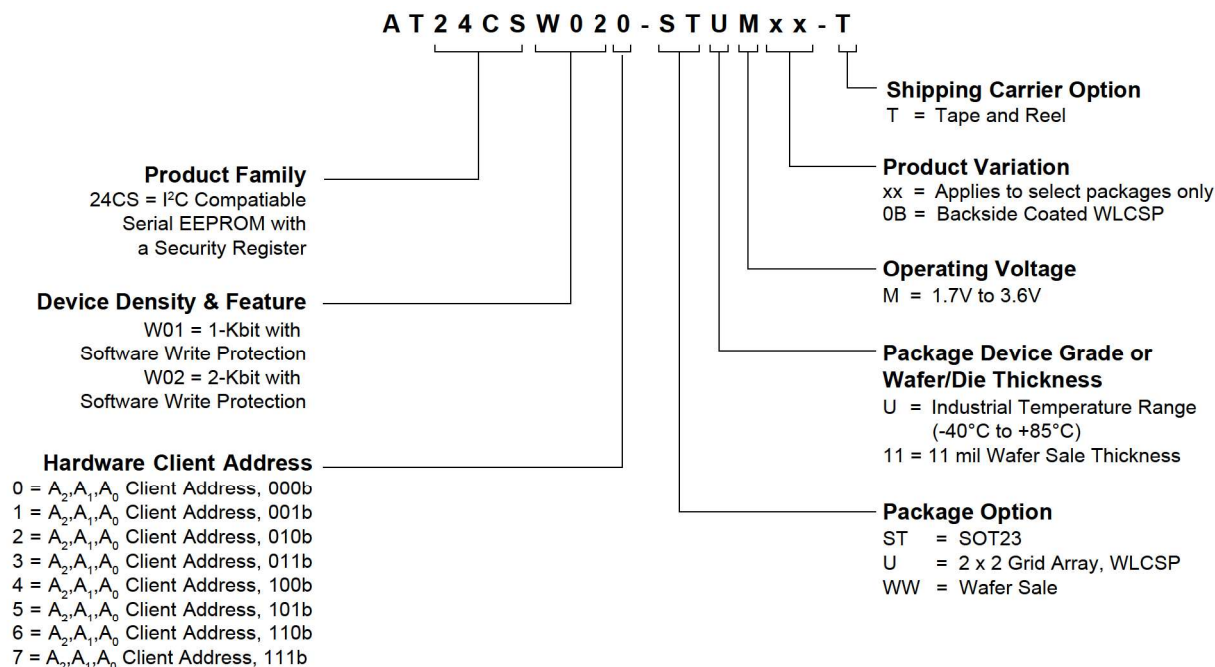 AT24CSW020-STUMxx-T
Product Family
24CS = I²C Compatiable
Serial EEPROM with
a Security Register
Device Density & Feature
W01 = 1-Kbit with
Software Write Protection
W02 = 2-Kbit with
Software Write Protection
Hardware Client Address
0 = A₂,A₁,A₀ Client Address, 000b
1 = A₂,A₁,A₀ Client Address, 001b
2 = A₂,A₁,A₀ Client Address, 010b
3 = A₂,A₁,A₀ Client Address, 011b
4 = A₂,A₁,A₀ Client Address, 100b
5 = A₂,A₁,A₀ Client Address, 101b
6 = A₂,A₁,A₀ Client Address, 110b
7 = A₂,A₁,A₀ Client Address, 111b
Shipping Carrier Option
T = Tape and Reel
Product Variation
xx = Applies to select packages only
0B = Backside Coated WLCSP
Operating Voltage
M = 1.7V to 3.6V
Package Device Grade or
Wafer/Die Thickness
U = Industrial Temperature Range
(-40°C to +85°C)
11 = 11 mil Wafer Sale Thickness
Package Option
ST = SOT23
U = 2 x 2 Grid Array, WLCSP
WW = Wafer Sale